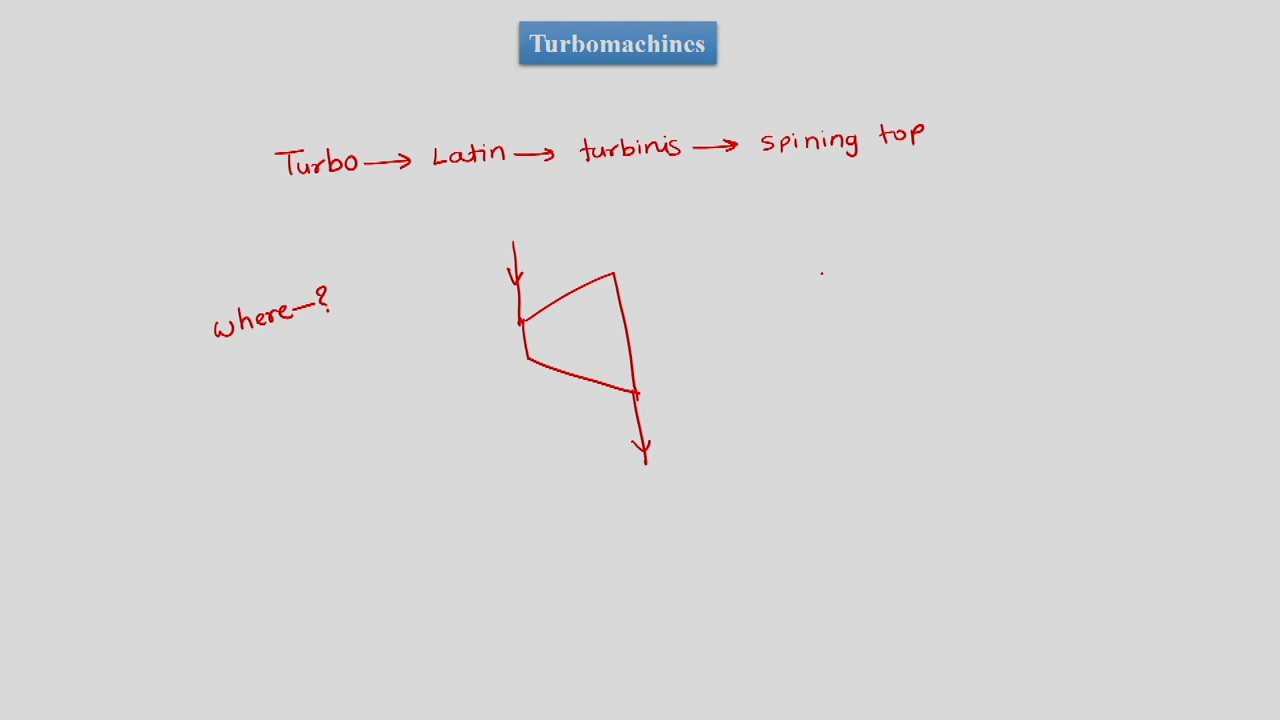 Turbomachines
Turbo → Latin → turbinis → spining top
where-?